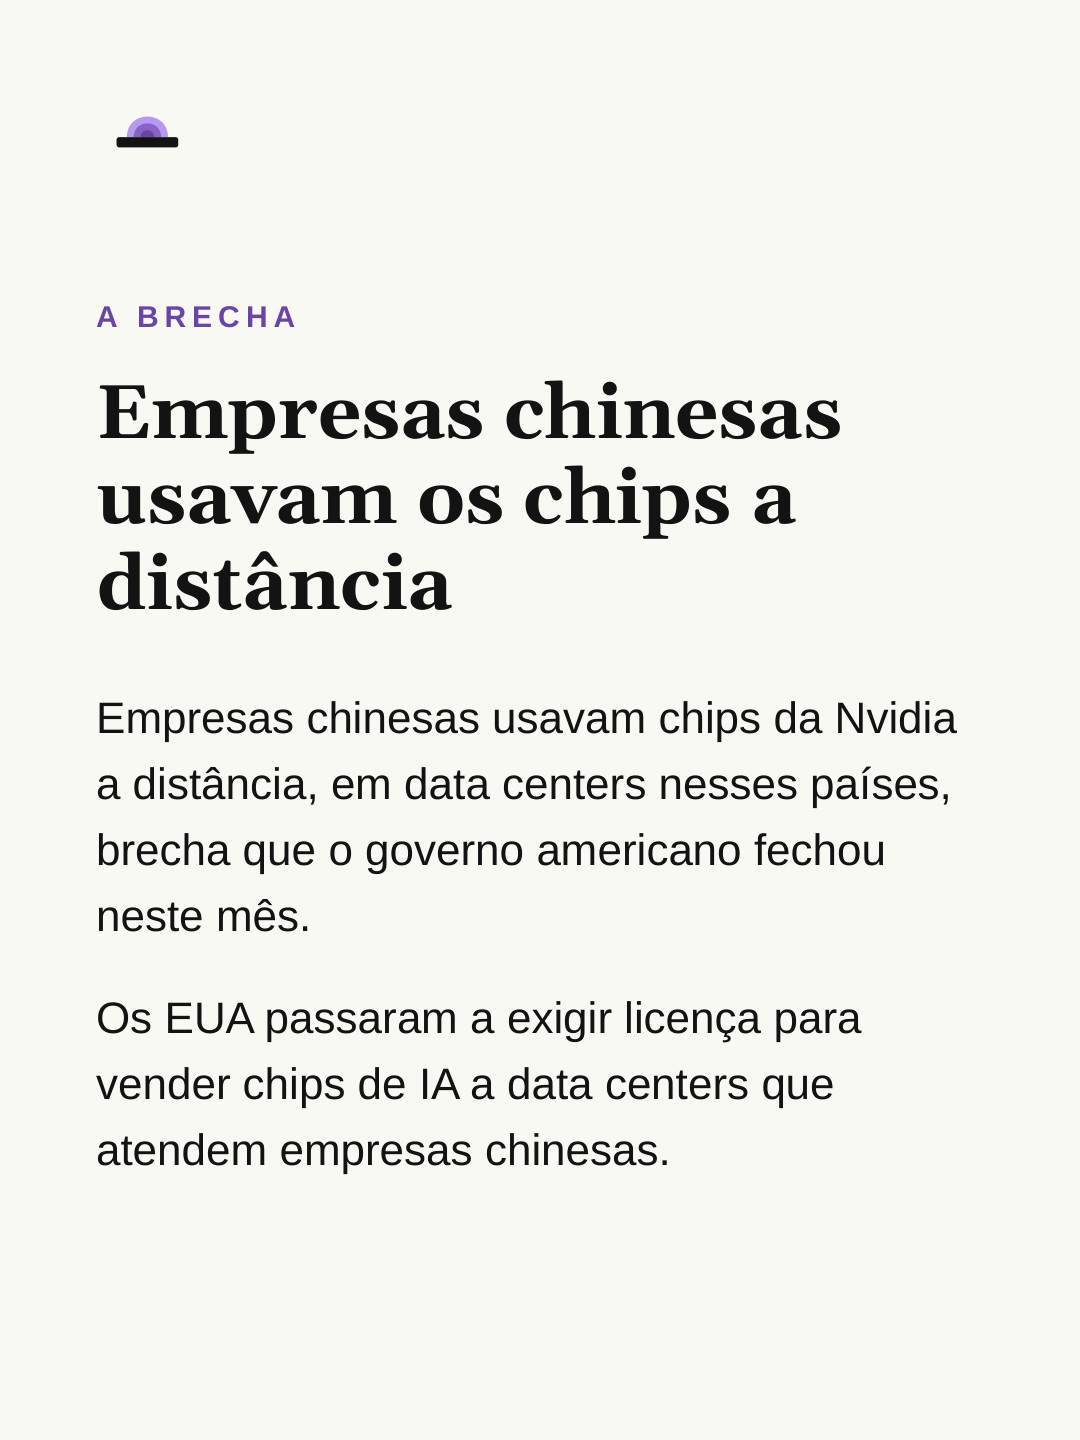 A BRECHA
Empresas chinesas
usavam os chips a
distância
Empresas chinesas usavam chips da Nvidia
a distância, em data centers nesses países,
brecha que o governo americano fechou
neste mês.
Os EUA passaram a exigir licença para
vender chips de IA a data centers que
atendem empresas chinesas.